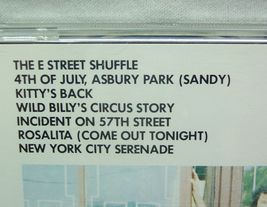 THE E STREET SHUFFLE
4TH OF JULY, ASBURY PARK (SANDY)
KITTY'S BACK
WILD BILLY'S CIRCUS STORY
INCIDENT ON 57TH STREET
ROSALITA (COME OUT TONIGHT)
NEW YORK CITY SERENADE